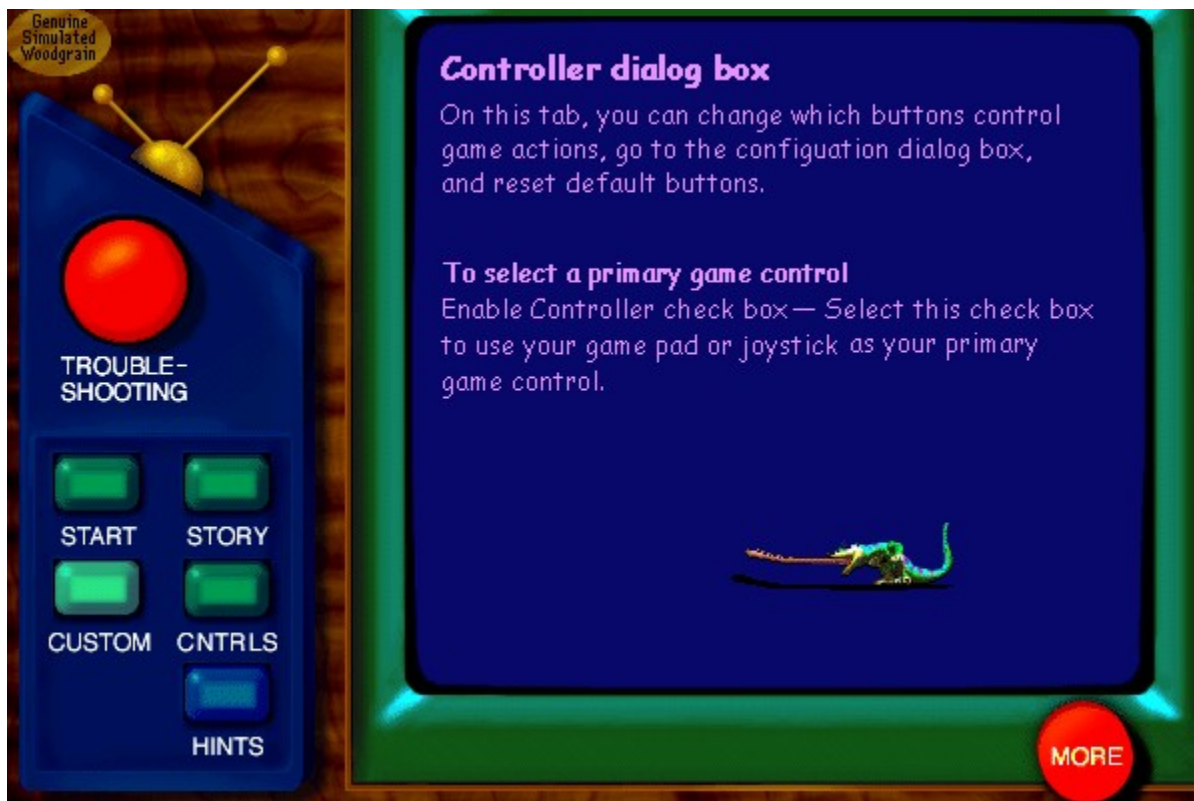 Genuine
Simulated
Woodgrain
TROUBLE-
SHOOTING
START
STORY
CUSTOM
CNTRLS
HINTS
Controller dialog box
On this tab, you can change which buttons control
game actions, go to the configuation dialog box,
and reset default buttons.
To select a primary game control
Enable Controller check box— Select this check box
to use your game pad or joystick as your primary
game control.
MORE